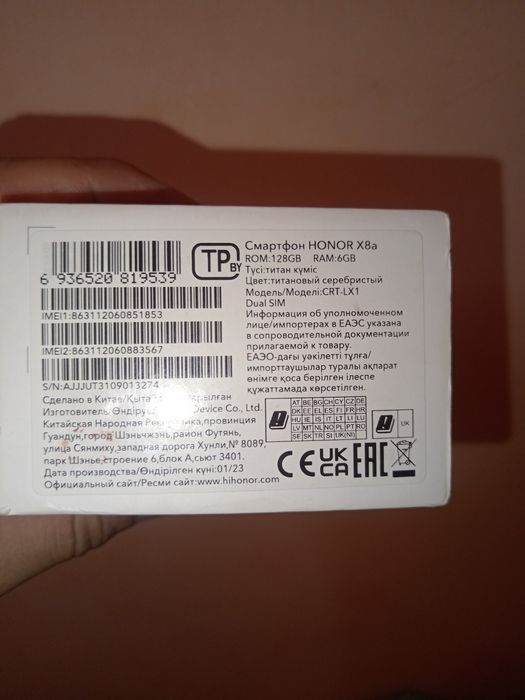 6 936520 819539
IMEI1:863112060851853
IMEI2:863112060883567
S/N:AJJJUT3109013274
TP BY
Смартфон HONOR X8a
ROM:128GB RAM:6GB
Түсі:титан күміс
Цвет:титановый серебристый
Модель/Моделі:CRT-LX1
Dual SIM
Информация об уполномоченном
лице/импортерах в ЕАЭС указана
в сопроводительной документации
прилагаемой к товару.
ЕАЭО-дағы уәкілетті тұлға/
импорттаушылар туралы ақпарат
өнімге қоса берілген ілеспе
құжаттамада көрсетілген.
Сделано в Китае/Қыта
Изготовитель/Өндірус Device Co., Ltd.
Китайская Народная Республика,провинция
Гуандун,город Шэньчжэнь,район Футянь,
улица Сянмиху,западная дорога Хунли,№ 8089,
парк Шэнье,строение 6,блок А,сьют 3401.
Дата производства/Өндірілген күні:01/23
Официальный сайт/Ресми сайт:www.hihonor.com
AT BE BG CH CY CZ DE
DK EE EL ES FI FR HR
HU IE IS IT LT LI LU
LV MT NL NO PL PT RO
SE SK TR SI UK(NI)
UK
CE UK CA EAC